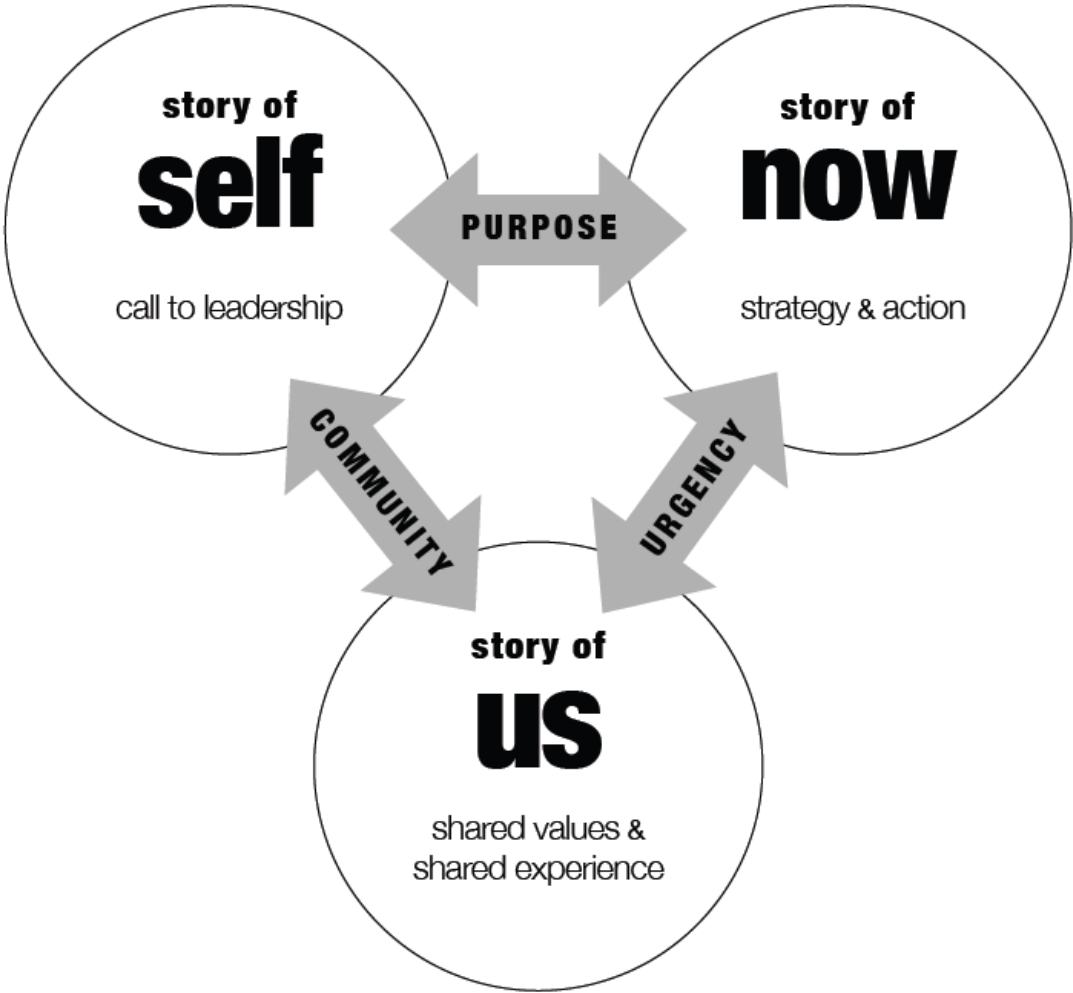 story of
self
call to leadership
PURPOSE
story of
now
strategy & action
COMMUNITY
URGENCY
story of
us
shared values &
shared experience